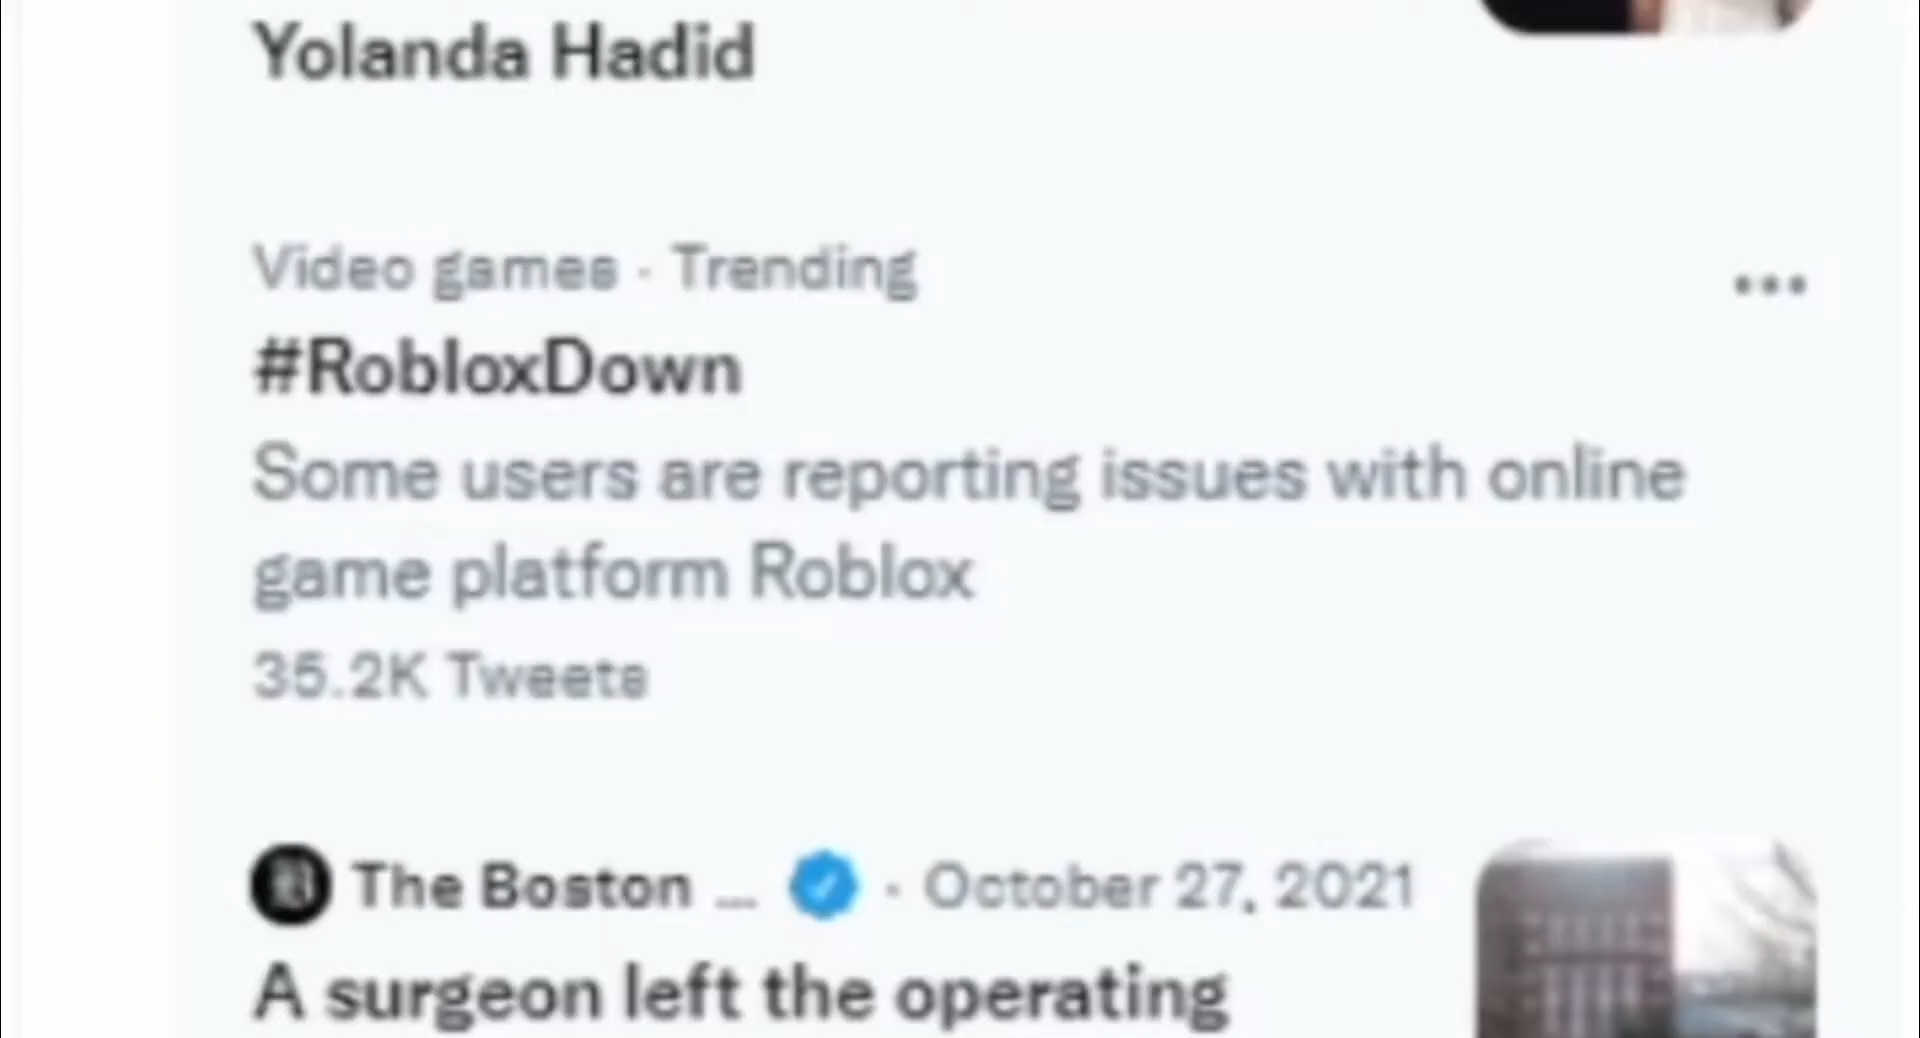 Yolanda Hadid
Video games · Trending
#RobloxDown
Some users are reporting issues with online
game platform Roblox
35.2K Tweets
The Boston ... · October 27, 2021
A surgeon left the operating